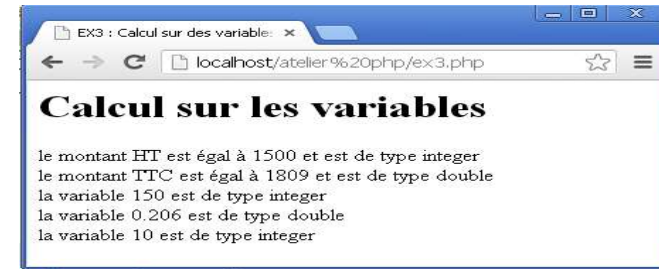 EX3 : Calcul sur des variable
localhost/atelier%20php/ex3.php
Calcul sur les variables
le montant HT est égal à 1500 et est de type integer
le montant TTC est égal à 1809 et est de type double
la variable 150 est de type integer
la variable 0.206 est de type double
la variable 10 est de type integer